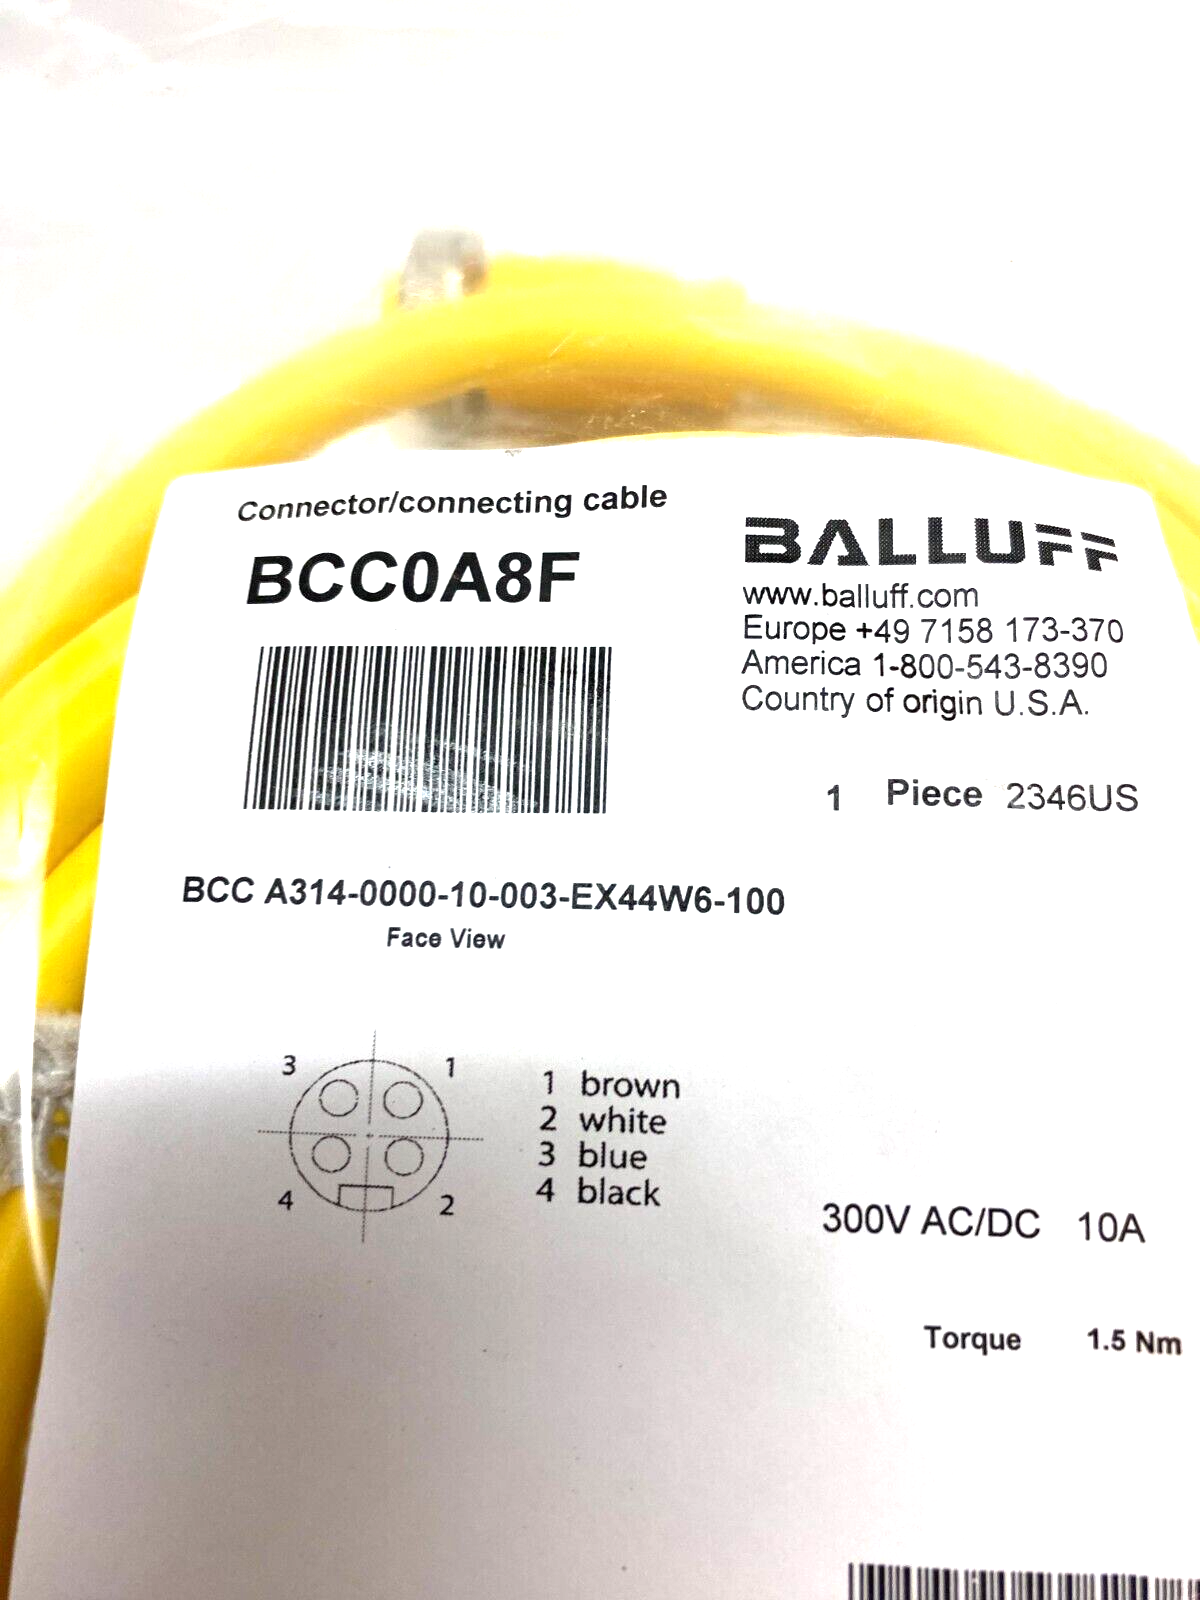 Connector/connecting cable
BCC0A8F
BALLUFF
www.balluff.com
Europe +49 7158 173-370
America 1-800-543-8390
Country of origin U.S.A.
1 Piece 2346US
BCC A314-0000-10-003-EX44W6-100
Face View
3 1
4 2
1 brown
2 white
3 blue
4 black
300V AC/DC 10A
Torque 1.5 Nm